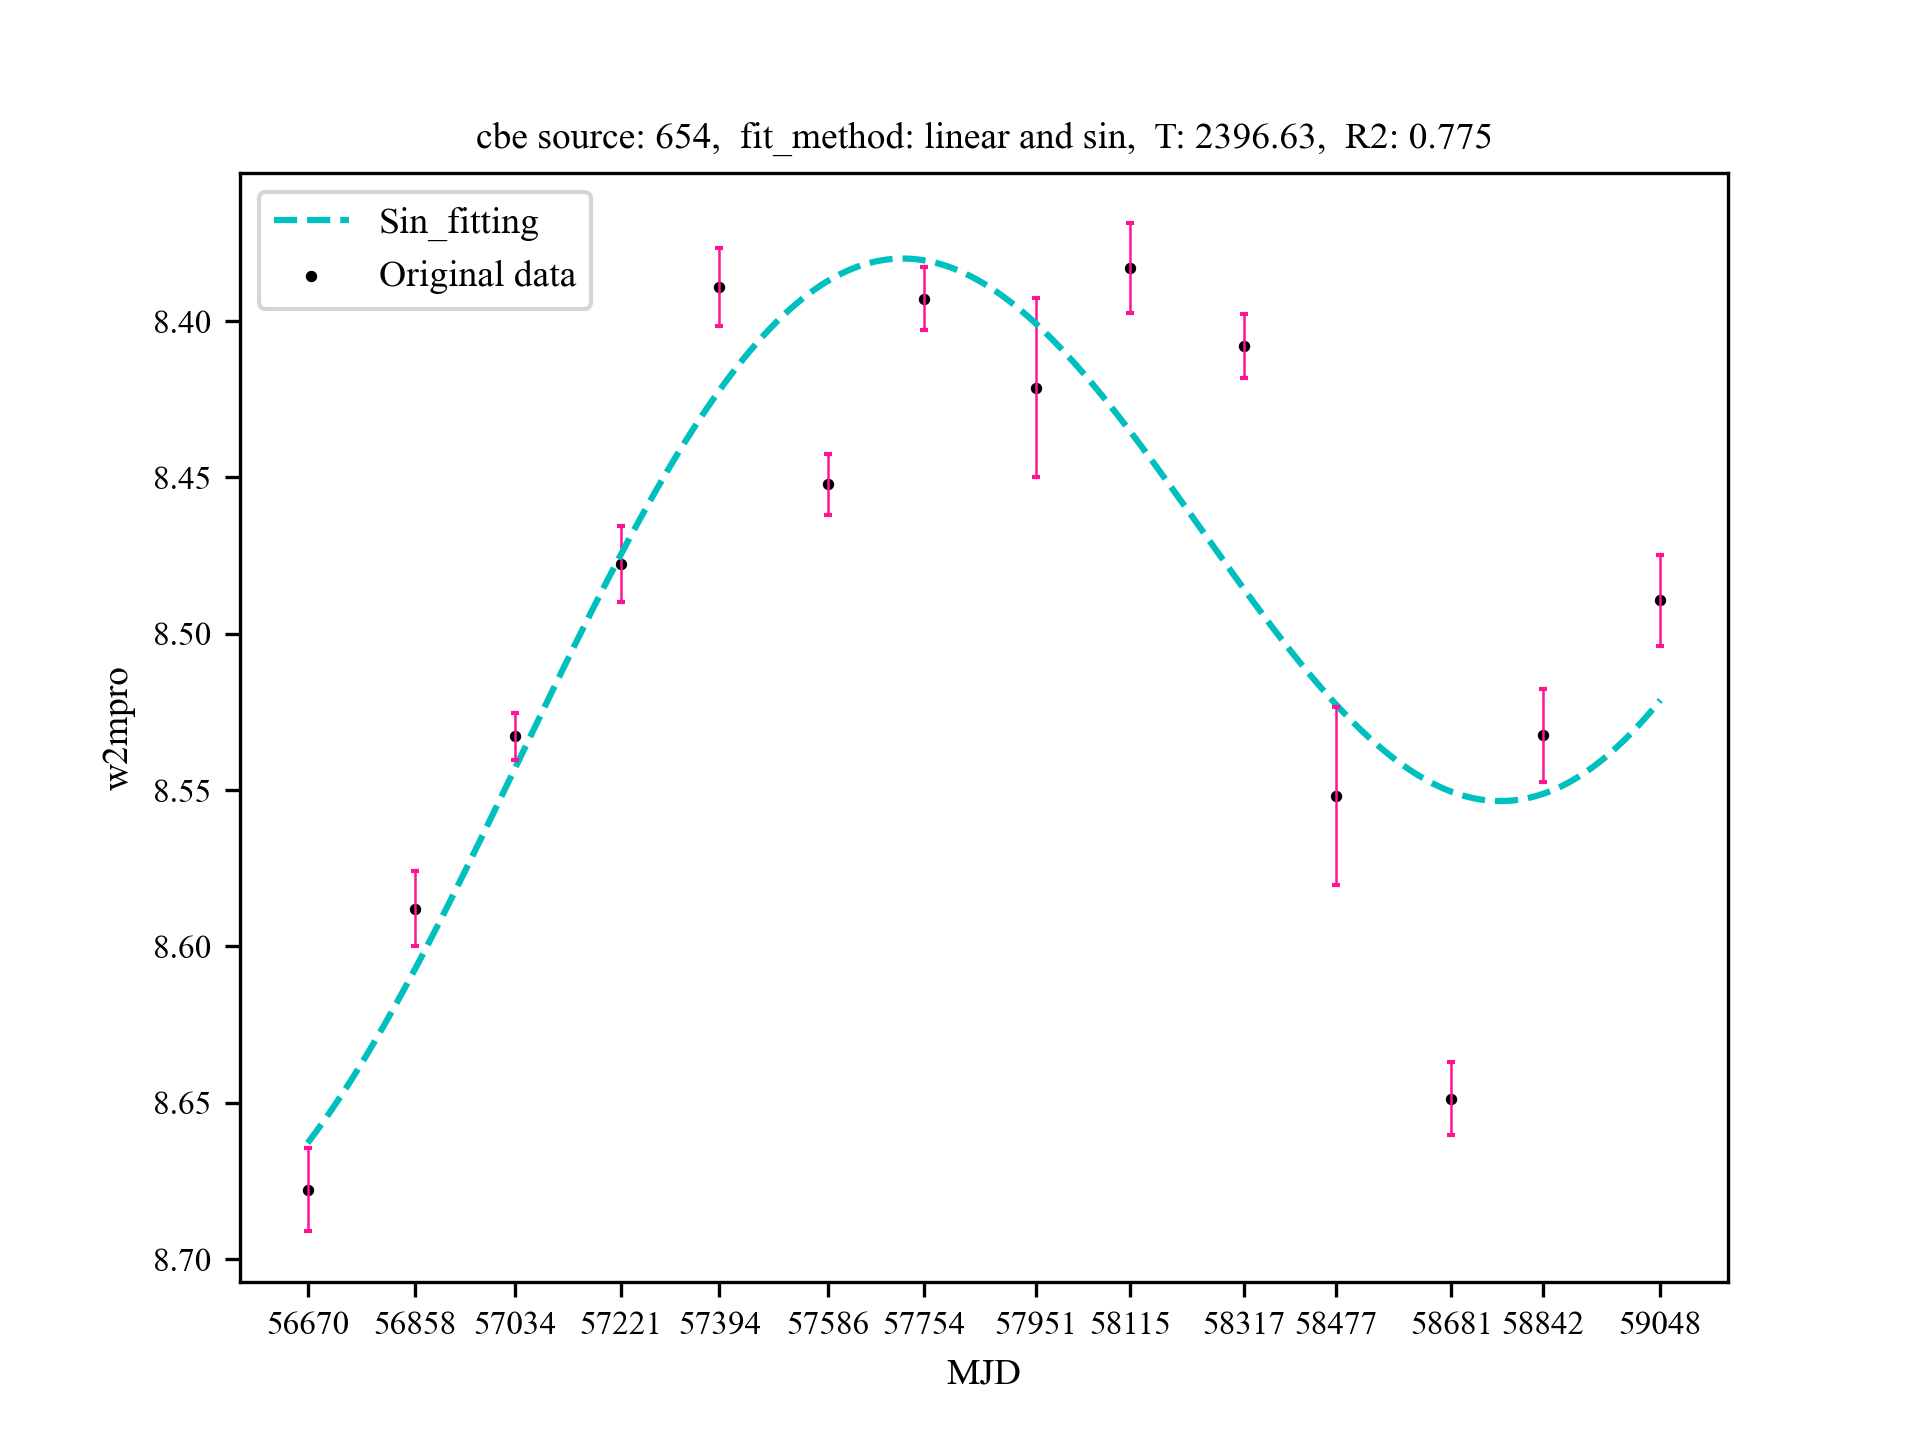 cbe source: 654,  fit_method: linear and sin,  T: 2396.63,  R2: 0.775
Sin_fitting
Original data
8.40
8.45
8.50
8.55
8.60
8.65
8.70
w2mpro
56670 56858 57034 57221 57394 57586 57754 57951 58115 58317 58477 58681 58842 59048
MJD